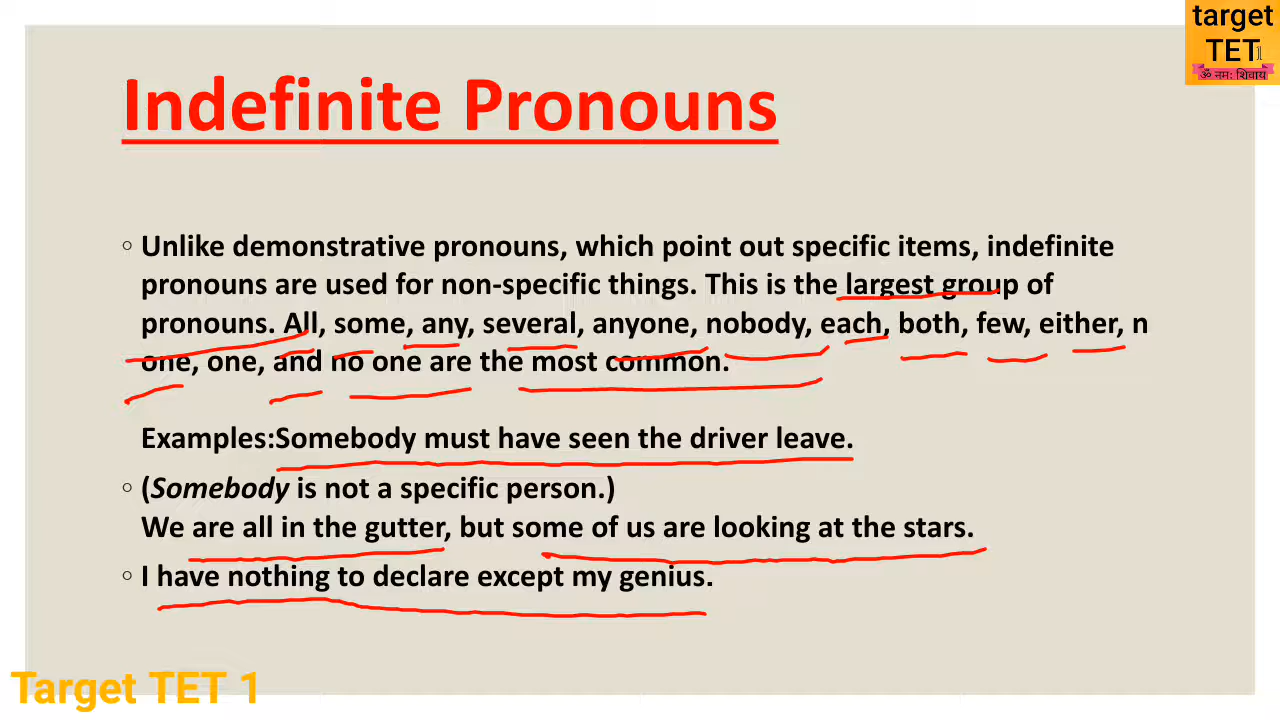 target
TET1
ॐ नमः शिवाय
Indefinite Pronouns
◦ Unlike demonstrative pronouns, which point out specific items, indefinite
pronouns are used for non-specific things. This is the largest group of
pronouns. All, some, any, several, anyone, nobody, each, both, few, either, n
one, one, and no one are the most common.
Examples:Somebody must have seen the driver leave.
◦ (Somebody is not a specific person.)
We are all in the gutter, but some of us are looking at the stars.
◦ I have nothing to declare except my genius.
Target TET 1